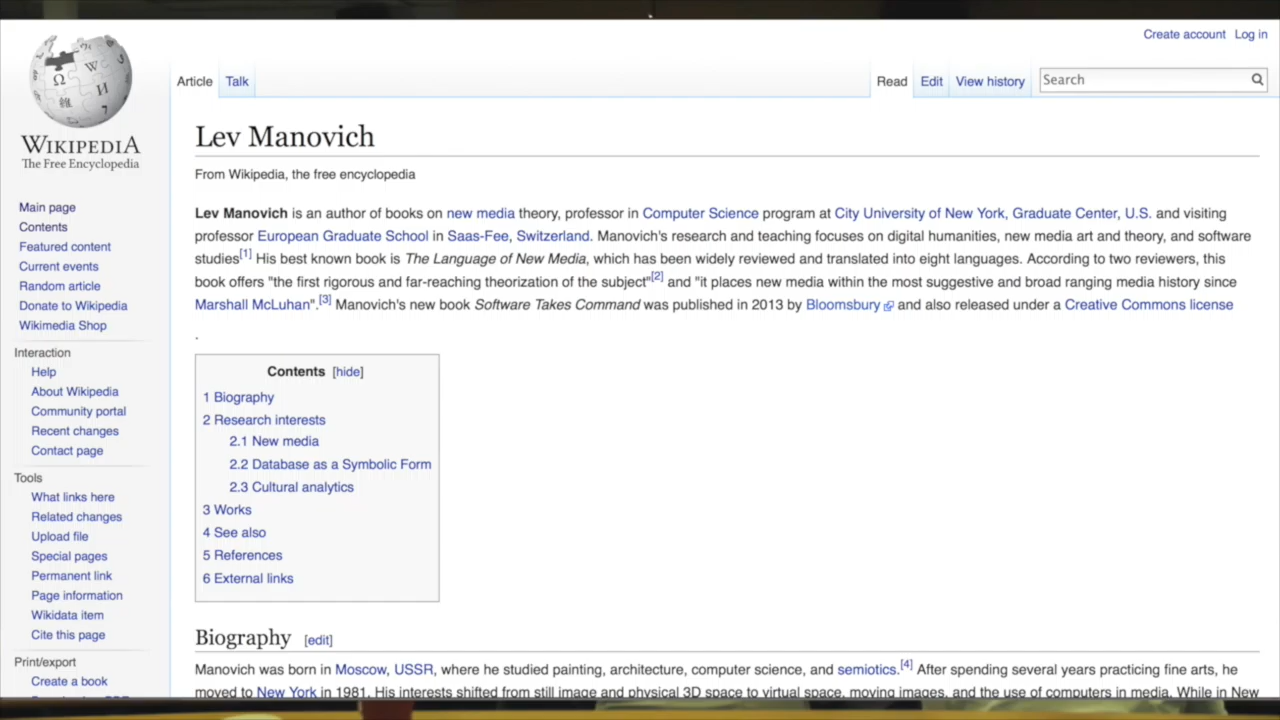 Create account Log in
Article Talk Read Edit View history Search
WIKIPEDIA
The Free Encyclopedia
Main page
Contents
Featured content
Current events
Random article
Donate to Wikipedia
Wikimedia Shop
Interaction
Help
About Wikipedia
Community portal
Recent changes
Contact page
Tools
What links here
Related changes
Upload file
Special pages
Permanent link
Page information
Wikidata item
Cite this page
Print/export
Create a book
Lev Manovich
From Wikipedia, the free encyclopedia
Lev Manovich is an author of books on new media theory, professor in Computer Science program at City University of New York, Graduate Center, U.S. and visiting
professor European Graduate School in Saas-Fee, Switzerland. Manovich's research and teaching focuses on digital humanities, new media art and theory, and software
studies[1] His best known book is The Language of New Media, which has been widely reviewed and translated into eight languages. According to two reviewers, this
book offers "the first rigorous and far-reaching theorization of the subject"[2] and "it places new media within the most suggestive and broad ranging media history since
Marshall McLuhan".[3] Manovich's new book Software Takes Command was published in 2013 by Bloomsbury and also released under a Creative Commons license
.
Contents [hide]
1 Biography
2 Research interests
2.1 New media
2.2 Database as a Symbolic Form
2.3 Cultural analytics
3 Works
4 See also
5 References
6 External links
Biography [edit]
Manovich was born in Moscow, USSR, where he studied painting, architecture, computer science, and semiotics.[4] After spending several years practicing fine arts, he
moved to New York in 1981. His interests shifted from still image and physical 3D space to virtual space, moving images, and the use of computers in media. While in New